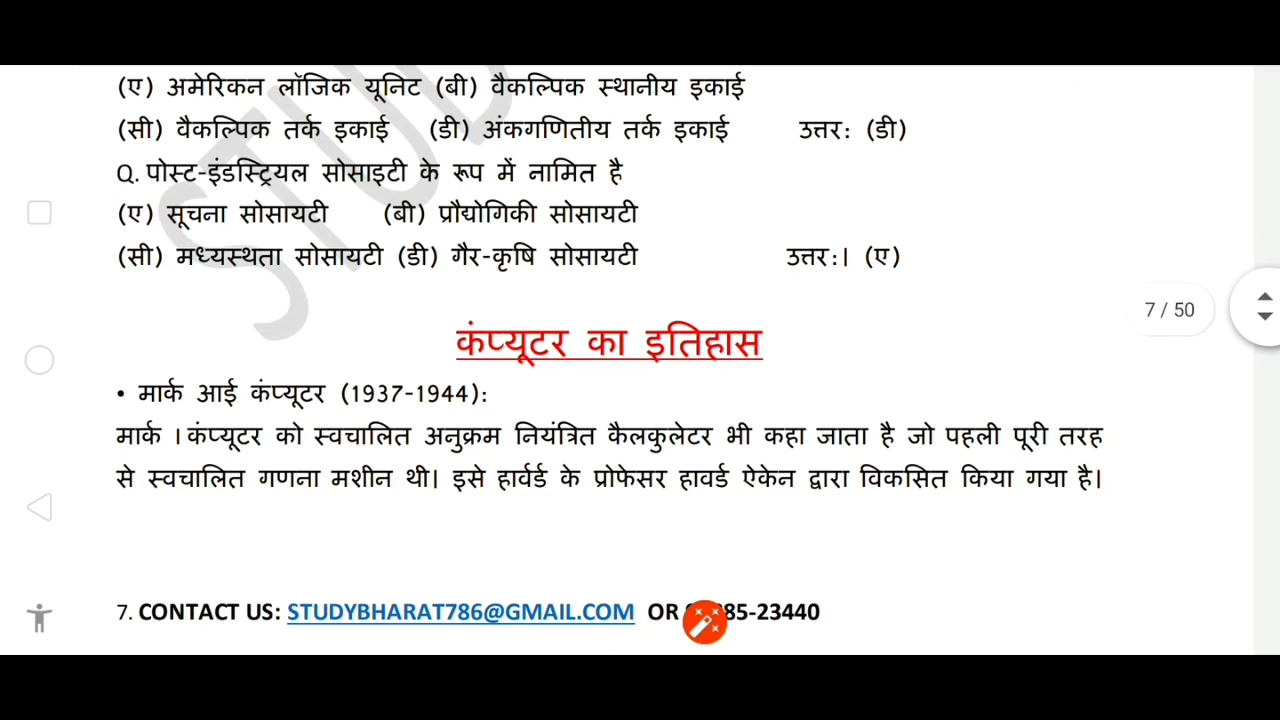 (ए) अमेरिकन लॉजिक यूनिट (बी) वैकल्पिक स्थानीय इकाई
(सी) वैकल्पिक तर्क इकाई (डी) अंकगणितीय तर्क इकाई उत्तर: (डी)
Q. पोस्ट-इंडस्ट्रियल सोसाइटी के रूप में नामित है
(ए) सूचना सोसायटी (बी) प्रौद्योगिकी सोसायटी
(सी) मध्यस्थता सोसायटी (डी) गैर-कृषि सोसायटी उत्तर:। (ए)
7 / 50
कंप्यूटर का इतिहास
• मार्क आई कंप्यूटर (1937-1944):
मार्क । कंप्यूटर को स्वचालित अनुक्रम नियंत्रित कैलकुलेटर भी कहा जाता है जो पहली पूरी तरह
से स्वचालित गणना मशीन थी। इसे हार्वर्ड के प्रोफेसर हावर्ड ऐकेन द्वारा विकसित किया गया है।
7. CONTACT US: STUDYBHARAT786@GMAIL.COM OR 85-23440